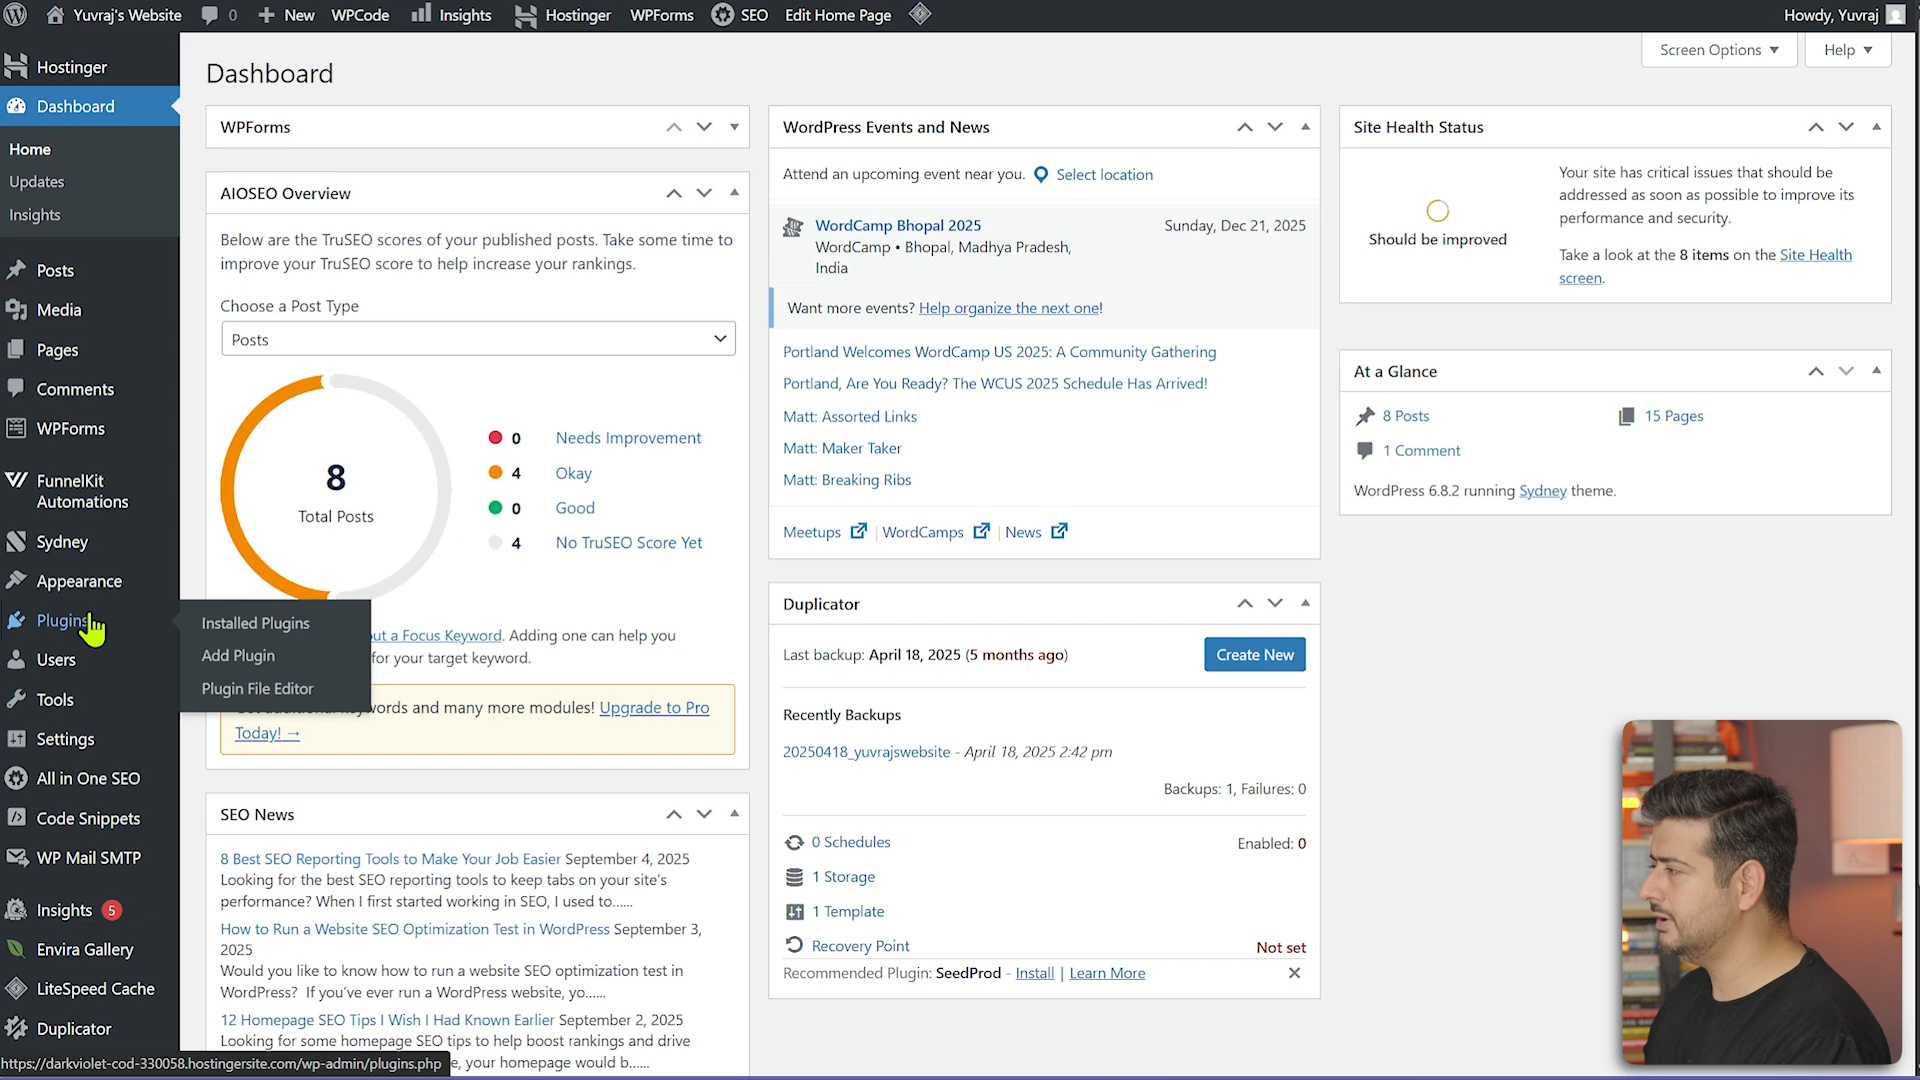 Yuvraj's Website
0
New
WPCode
Insights
Hostinger
WPForms
SEO
Edit Home Page
Howdy, Yuvraj
Hostinger
Dashboard
Home
Updates
Insights
Posts
Media
Pages
Comments
WPForms
FunnelKit
Automations
Sydney
Appearance
Plugins
Users
Tools
Settings
All in One SEO
Code Snippets
WP Mail SMTP
Insights 5
Envira Gallery
LiteSpeed Cache
Duplicator
Installed Plugins
Add Plugin
Plugin File Editor
Screen Options
Help
Dashboard
WPForms
AIOSEO Overview
Below are the TruSEO scores of your published posts. Take some time to
improve your TruSEO score to help increase your rankings.
Choose a Post Type
Posts
8
Total Posts
0 Needs Improvement
4 Okay
0 Good
4 No TruSEO Score Yet
out a Focus Keyword. Adding one can help you
for your target keyword.
words and many more modules! Upgrade to Pro
Today! →
SEO News
8 Best SEO Reporting Tools to Make Your Job Easier September 4, 2025
Looking for the best SEO reporting tools to keep tabs on your site's
performance? When I first started working in SEO, I used to......
How to Run a Website SEO Optimization Test in WordPress September 3,
2025
Would you like to know how to run a website SEO optimization test in
WordPress? If you've ever run a WordPress website, yo......
12 Homepage SEO Tips I Wish I Had Known Earlier September 2, 2025
Looking for some homepage SEO tips to help boost rankings and drive
e, your homepage would b......
WordPress Events and News
Attend an upcoming event near you. Select location
WordCamp Bhopal 2025
Sunday, Dec 21, 2025
WordCamp • Bhopal, Madhya Pradesh,
India
Want more events? Help organize the next one!
Portland Welcomes WordCamp US 2025: A Community Gathering
Portland, Are You Ready? The WCUS 2025 Schedule Has Arrived!
Matt: Assorted Links
Matt: Maker Taker
Matt: Breaking Ribs
Meetups | WordCamps | News
Duplicator
Last backup: April 18, 2025 (5 months ago)
Create New
Recently Backups
20250418_yuvrajswebsite - April 18, 2025 2:42 pm
Backups: 1, Failures: 0
0 Schedules
Enabled: 0
1 Storage
1 Template
Recovery Point
Not set
Recommended Plugin: SeedProd - Install | Learn More
Site Health Status
Should be improved
Your site has critical issues that should be
addressed as soon as possible to improve its
performance and security.
Take a look at the 8 items on the Site Health
screen.
At a Glance
8 Posts
15 Pages
1 Comment
WordPress 6.8.2 running Sydney theme.
https://darkviolet-cod-330058.hostingersite.com/wp-admin/plugins.php